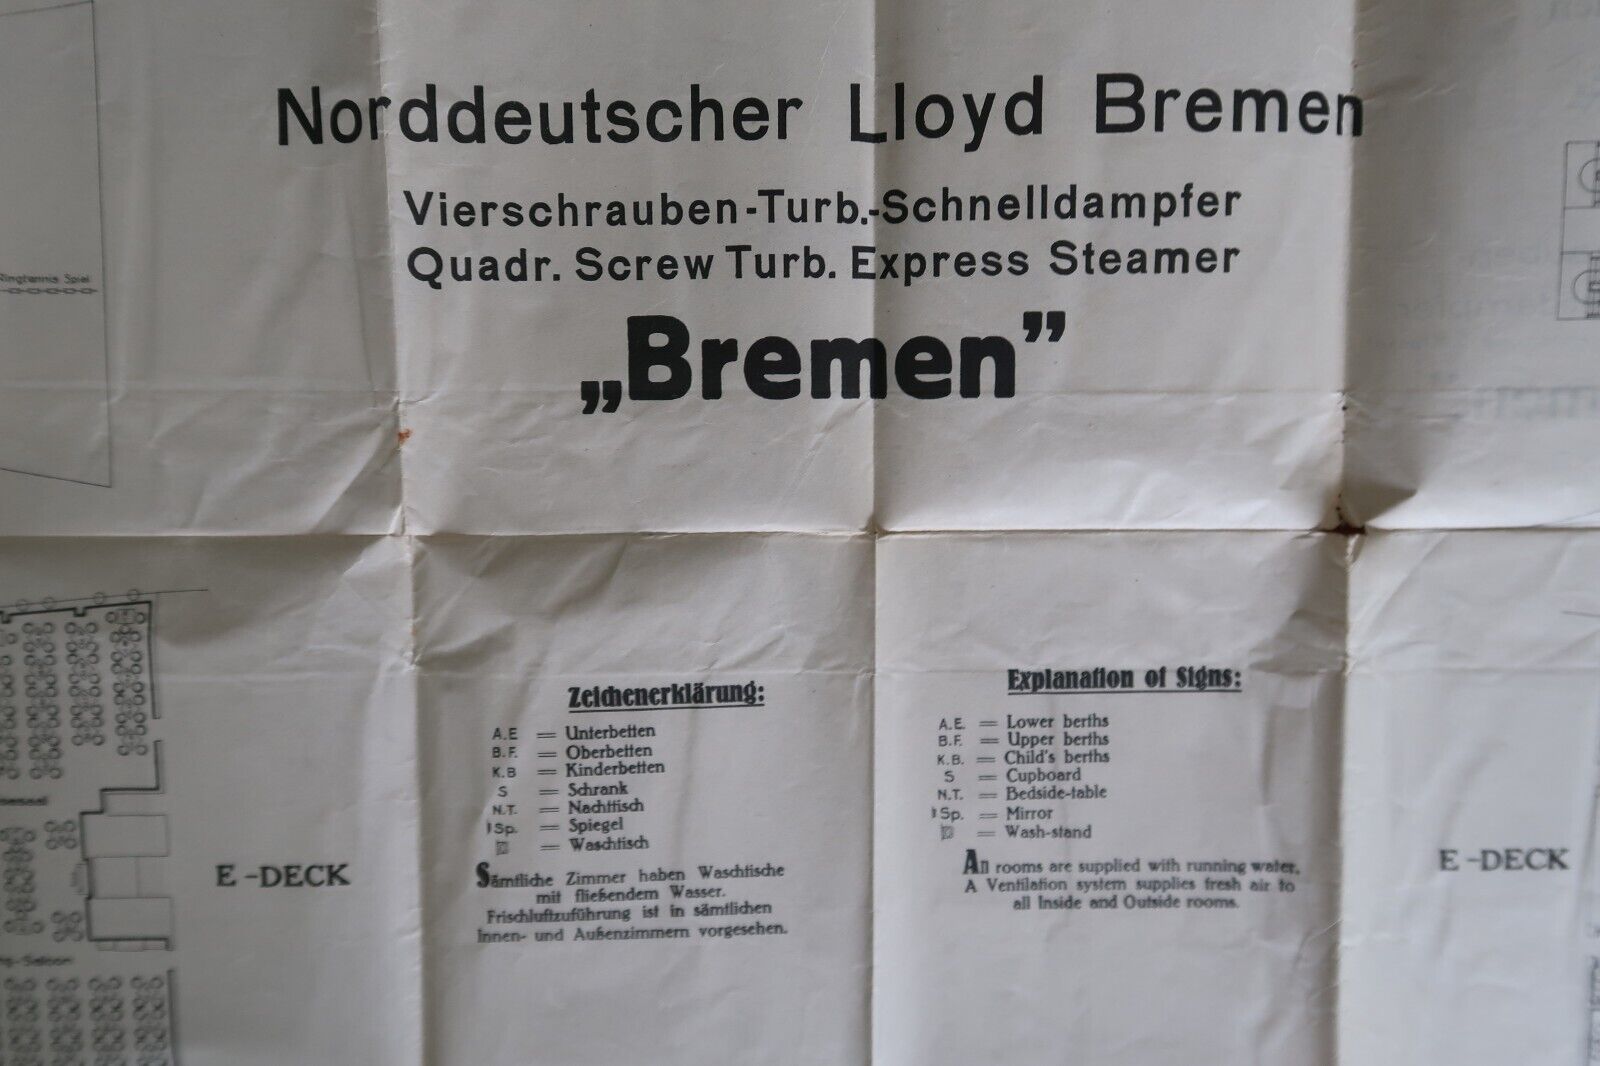 Norddeutscher Lloyd Bremen
Vierschrauben-Turb.-Schnelldampfer
Quadr. Screw Turb. Express Steamer
„Bremen”
Ringtennis Spiel
Zeichenerklärung:
A.E = Unterbetten
B.F. = Oberbetten
K.B = Kinderbetten
S = Schrank
N.T. = Nachttisch
Sp. = Spiegel
= Waschtisch
Sämtliche Zimmer haben Waschtische
mit fließendem Wasser.
Frischluftzuführung ist in sämtlichen
Innen- und Außenzimmern vorgesehen.
Explanation of Signs:
A.E. = Lower berths
B.F. = Upper berths
K.B. = Child's berths
S = Cupboard
N.T. = Bedside-table
Sp. = Mirror
= Wash-stand
All rooms are supplied with running water.
A Ventilation system supplies fresh air to
all Inside and Outside rooms.
E-DECK
E-DECK